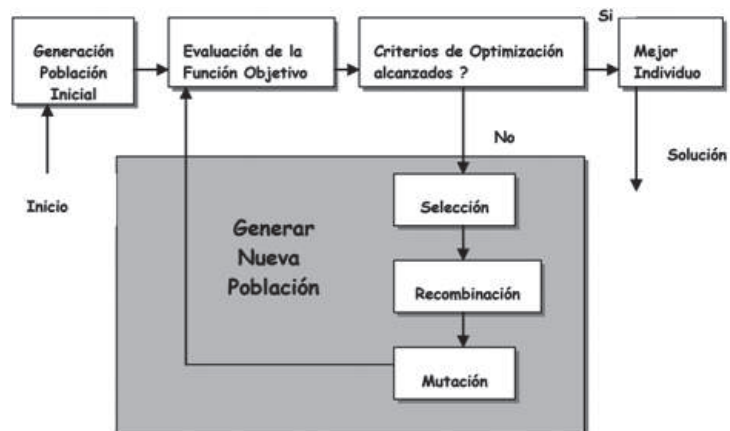 Generación
Población
Inicial
Evaluación de la
Función Objetivo
Criterios de Optimización
alcanzados ?
Si
Mejor
Individuo
No
Solución
Inicio
Generar
Nueva
Población
Selección
Recombinación
Mutación